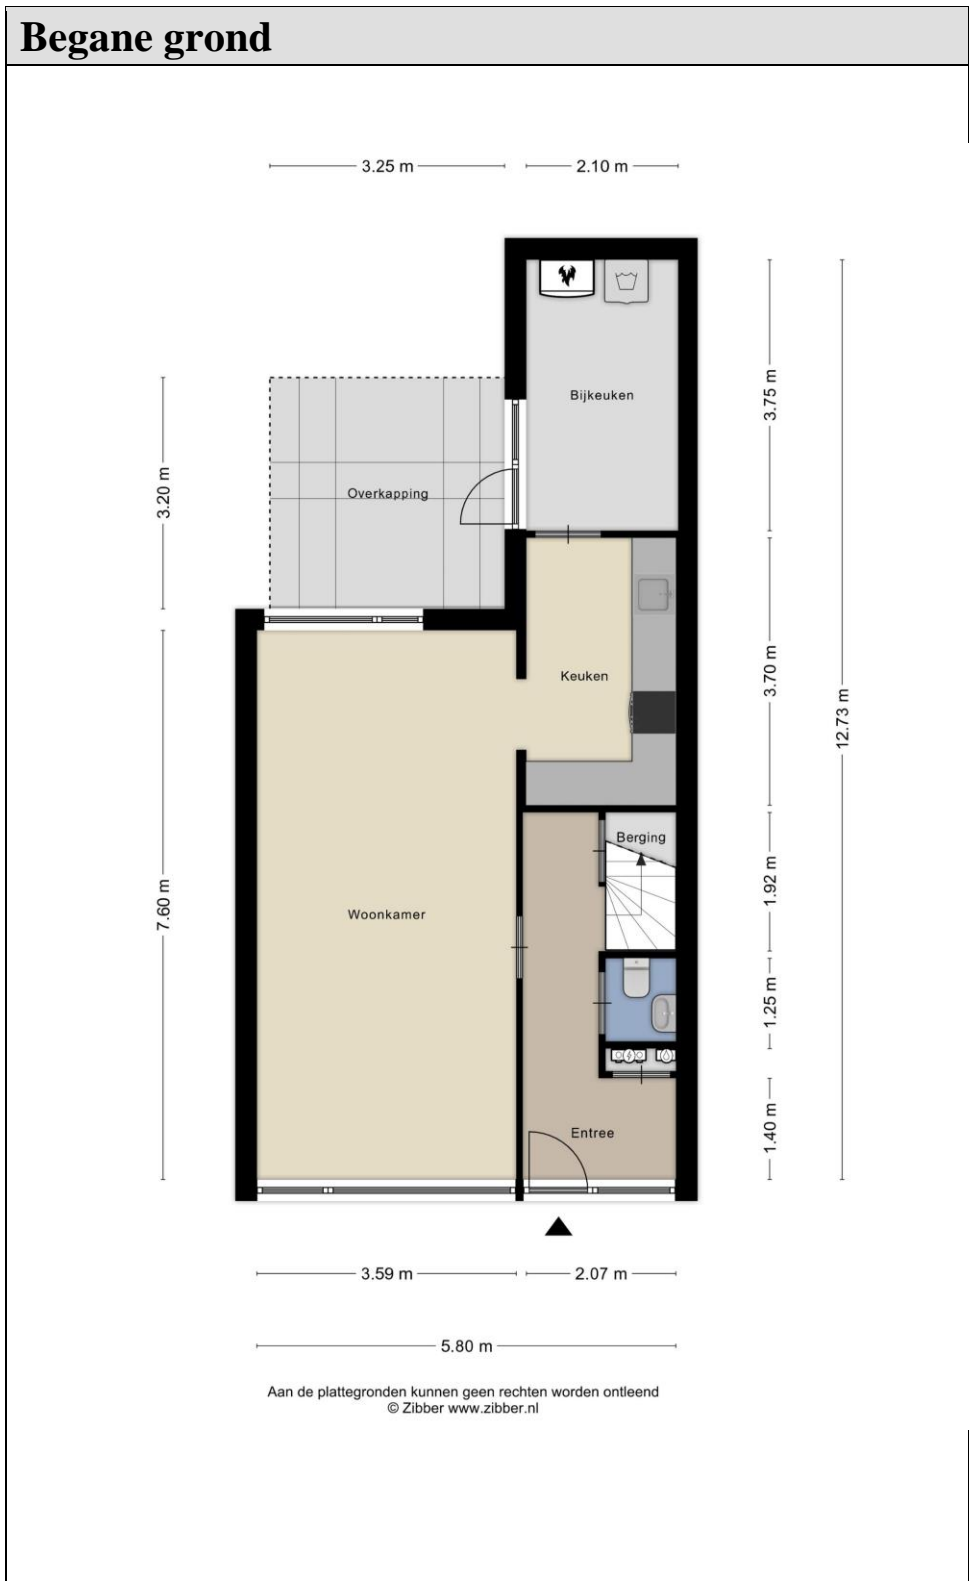 Begane grond
3.25 m
2.10 m
Bijkeuken
3.75 m
Overkapping
3.20 m
Keuken
3.70 m
12.73 m
Berging
1.92 m
Woonkamer
7.60 m
1.25 m
Entree
1.40 m
3.59 m
2.07 m
5.80 m
Aan de plattegronden kunnen geen rechten worden ontleend
© Zibber www.zibber.nl